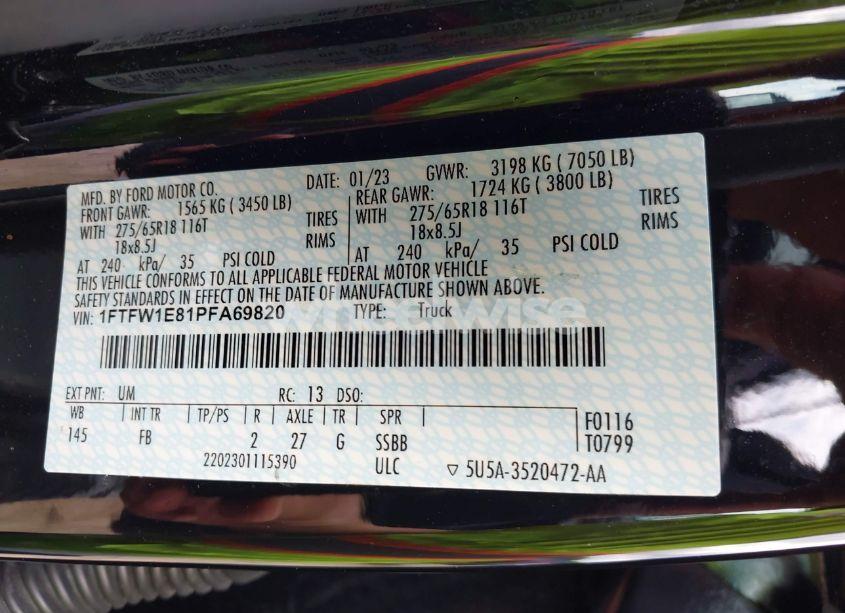 MFD. BY FORD MOTOR CO.
DATE: 01/23 GVWR: 3198 KG ( 7050 LB)
FRONT GAWR: 1565 KG ( 3450 LB) REAR GAWR: 1724 KG ( 3800 LB)
WITH 275/65R18 116T TIRES WITH 275/65R18 116T TIRES
18x8.5J RIMS 18x8.5J RIMS
AT 240 kPa/ 35 PSI COLD AT 240 kPa/ 35 PSI COLD
THIS VEHICLE CONFORMS TO ALL APPLICABLE FEDERAL MOTOR VEHICLE
SAFETY STANDARDS IN EFFECT ON THE DATE OF MANUFACTURE SHOWN ABOVE.
VIN: 1FTFW1E81PFA69820 TYPE: Truck
EXT PNT: UM RC: 13 DSO:
WB INT TR TP/PS R AXLE TR SPR F0116
145 FB 2 27 G SSBB T0799
2202301115390 ULC ▽ 5U5A-3520472-AA
wheelwise